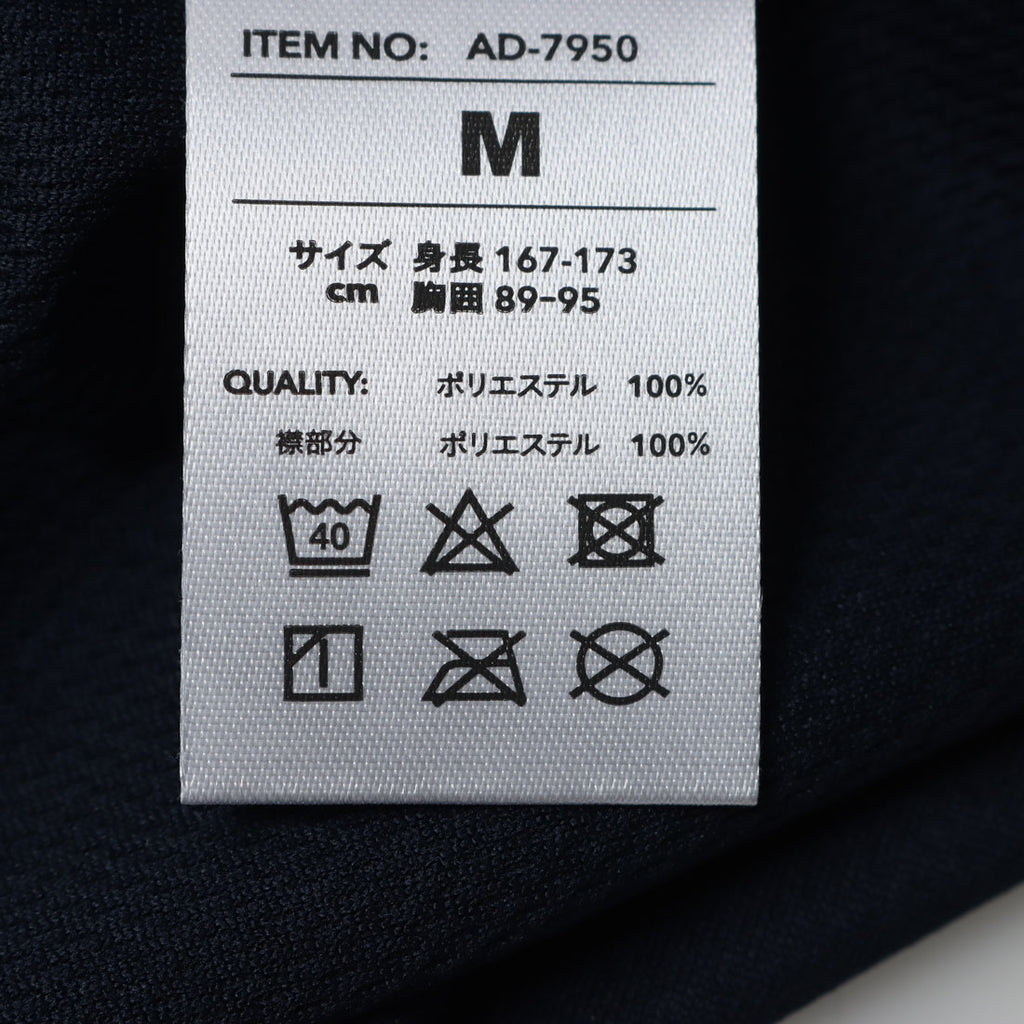 ITEM NO: AD-7950
M
サイズ 身長 167-173
cm 胸囲 89-95
QUALITY: ポリエステル 100%
襟部分 ポリエステル 100%
40